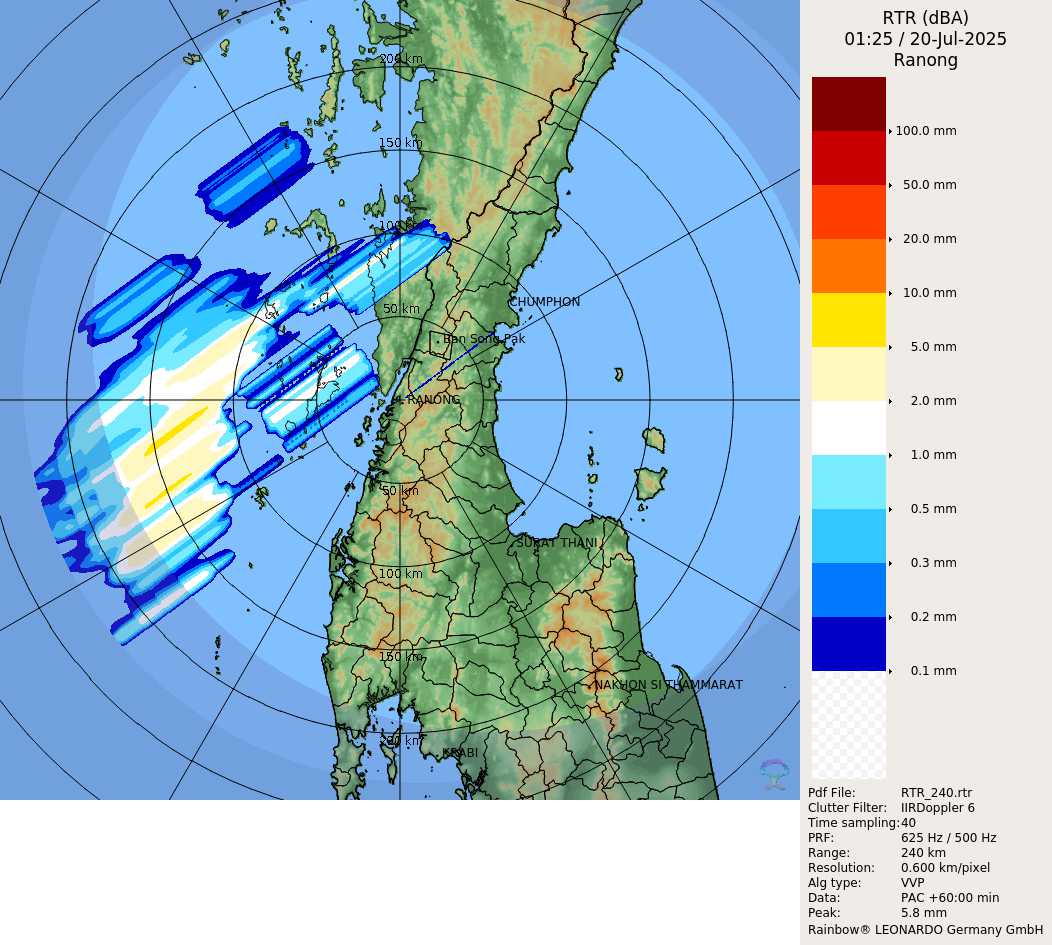 RTR (dBA)
01:25 / 20-Jul-2025
Ranong
200 km
150 km
100 km
50 km
CHUMPHON
Ban Song Pak
RANONG
50 km
SURAT THANI
100 km
150 km
NAKHON SI THAMMARAT
200 km
KRABI
100.0 mm
50.0 mm
20.0 mm
10.0 mm
5.0 mm
2.0 mm
1.0 mm
0.5 mm
0.3 mm
0.2 mm
0.1 mm
Pdf File: RTR_240.rtr
Clutter Filter: IIRDoppler 6
Time sampling:40
PRF: 625 Hz / 500 Hz
Range: 240 km
Resolution: 0.600 km/pixel
Alg type: VVP
Data: PAC +60:00 min
Peak: 5.8 mm
Rainbow® LEONARDO Germany GmbH